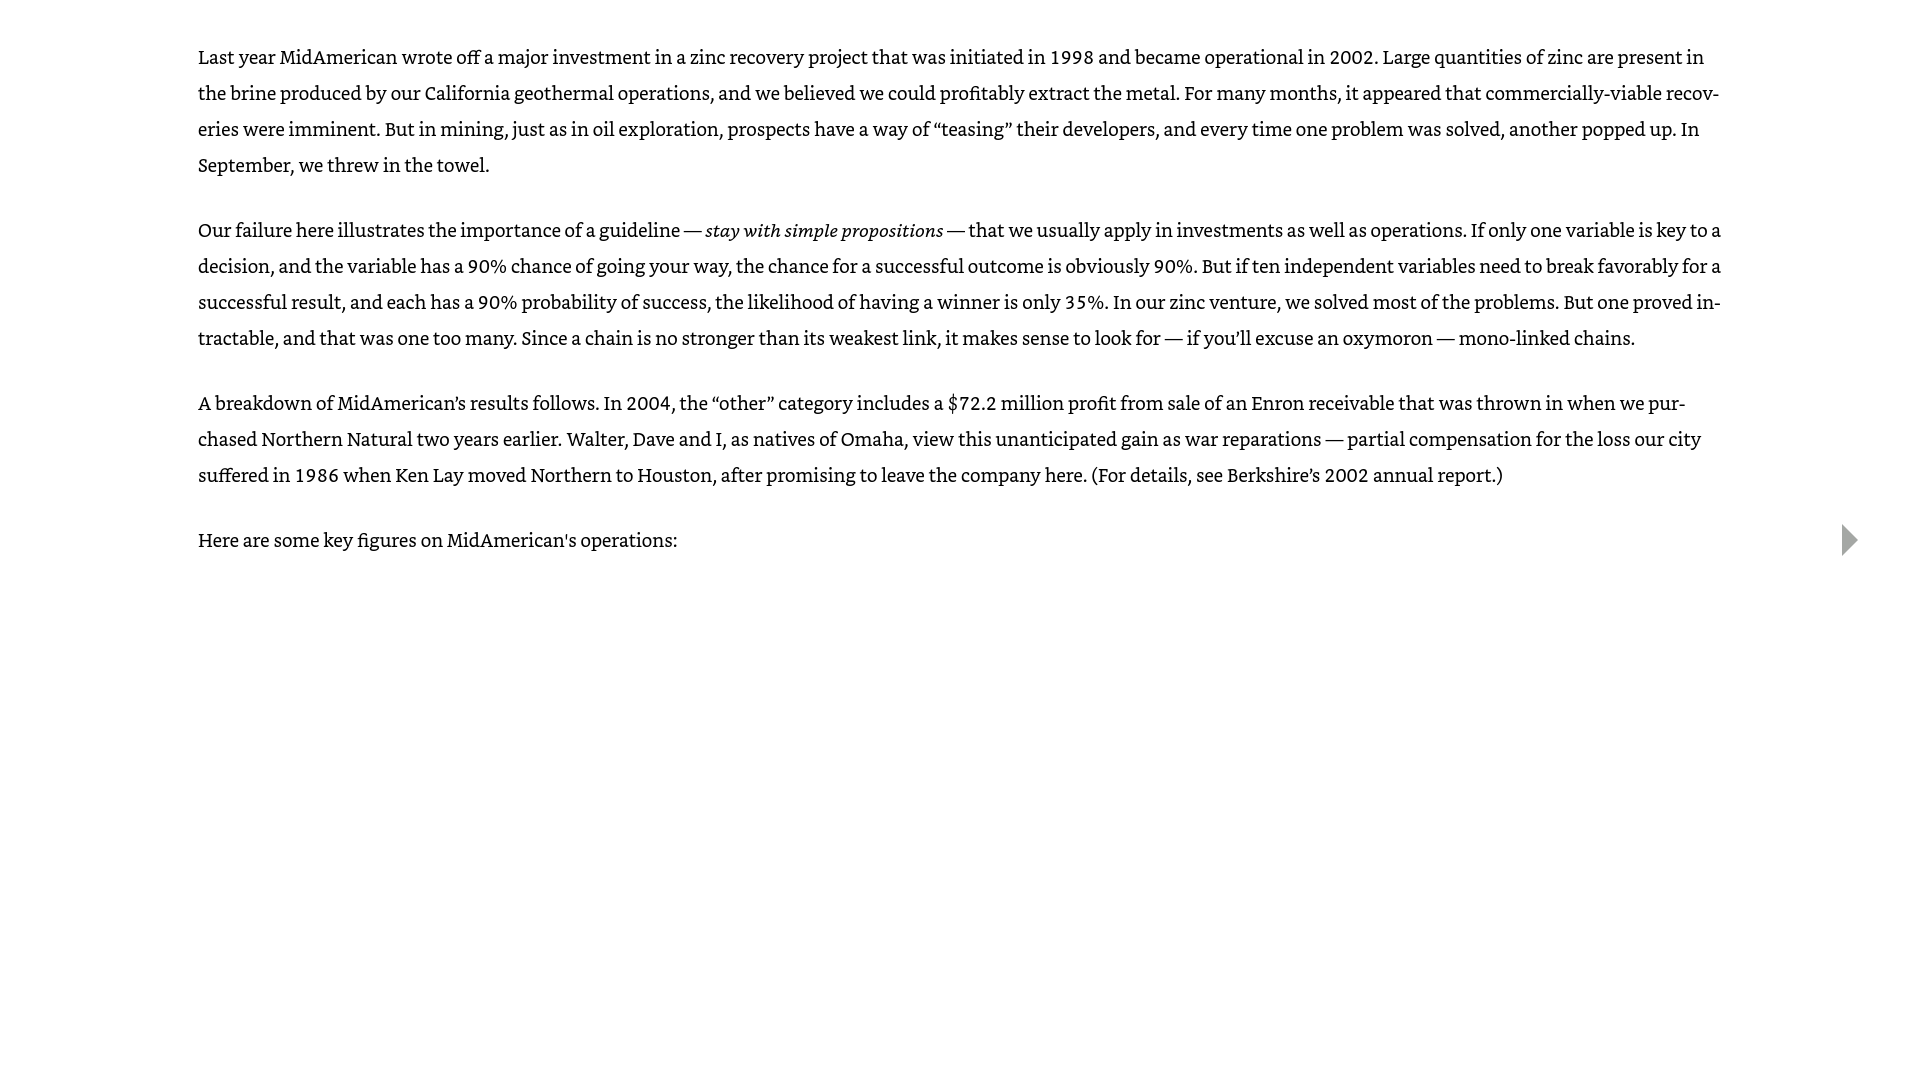 Last year MidAmerican wrote off a major investment in a zinc recovery project that was initiated in 1998 and became operational in 2002. Large quantities of zinc are present in
the brine produced by our California geothermal operations, and we believed we could profitably extract the metal. For many months, it appeared that commercially-viable recov-
eries were imminent. But in mining, just as in oil exploration, prospects have a way of “teasing” their developers, and every time one problem was solved, another popped up. In
September, we threw in the towel.
Our failure here illustrates the importance of a guideline — stay with simple propositions — that we usually apply in investments as well as operations. If only one variable is key to a
decision, and the variable has a 90% chance of going your way, the chance for a successful outcome is obviously 90%. But if ten independent variables need to break favorably for a
successful result, and each has a 90% probability of success, the likelihood of having a winner is only 35%. In our zinc venture, we solved most of the problems. But one proved in-
tractable, and that was one too many. Since a chain is no stronger than its weakest link, it makes sense to look for — if you’ll excuse an oxymoron — mono-linked chains.
A breakdown of MidAmerican’s results follows. In 2004, the “other” category includes a $72.2 million profit from sale of an Enron receivable that was thrown in when we pur-
chased Northern Natural two years earlier. Walter, Dave and I, as natives of Omaha, view this unanticipated gain as war reparations — partial compensation for the loss our city
suffered in 1986 when Ken Lay moved Northern to Houston, after promising to leave the company here. (For details, see Berkshire’s 2002 annual report.)
Here are some key figures on MidAmerican's operations: